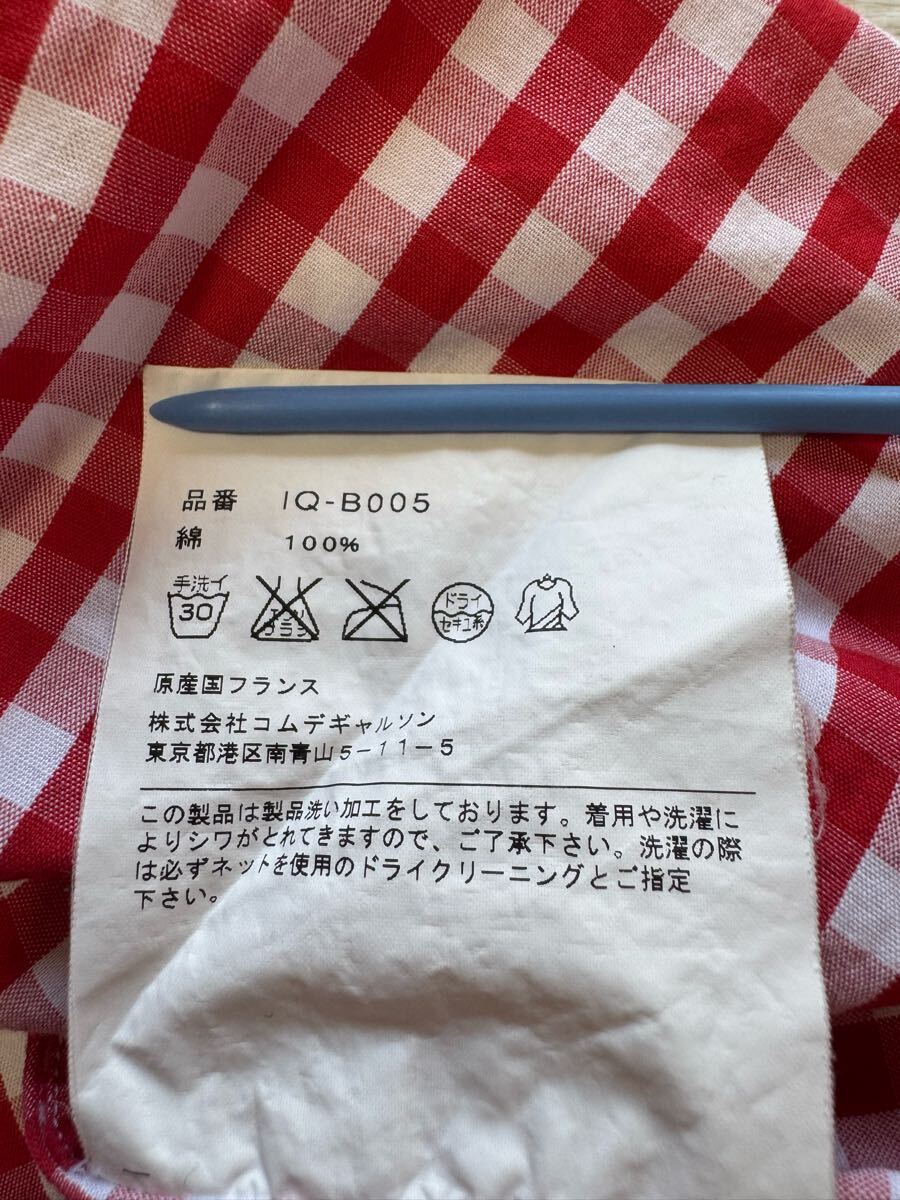 品番 IQ-B005
綿 100%
手洗イ
30
エンソ
フラシ
ドライ
セキユ系
原産国フランス
株式会社コムデギャルソン
東京都港区南青山5-11-5
この製品は製品洗い加工をしております。着用や洗濯に
よりシワがとれてきますので、ご了承下さい。洗濯の際
は必ずネットを使用のドライクリーニングとご指定
下さい。